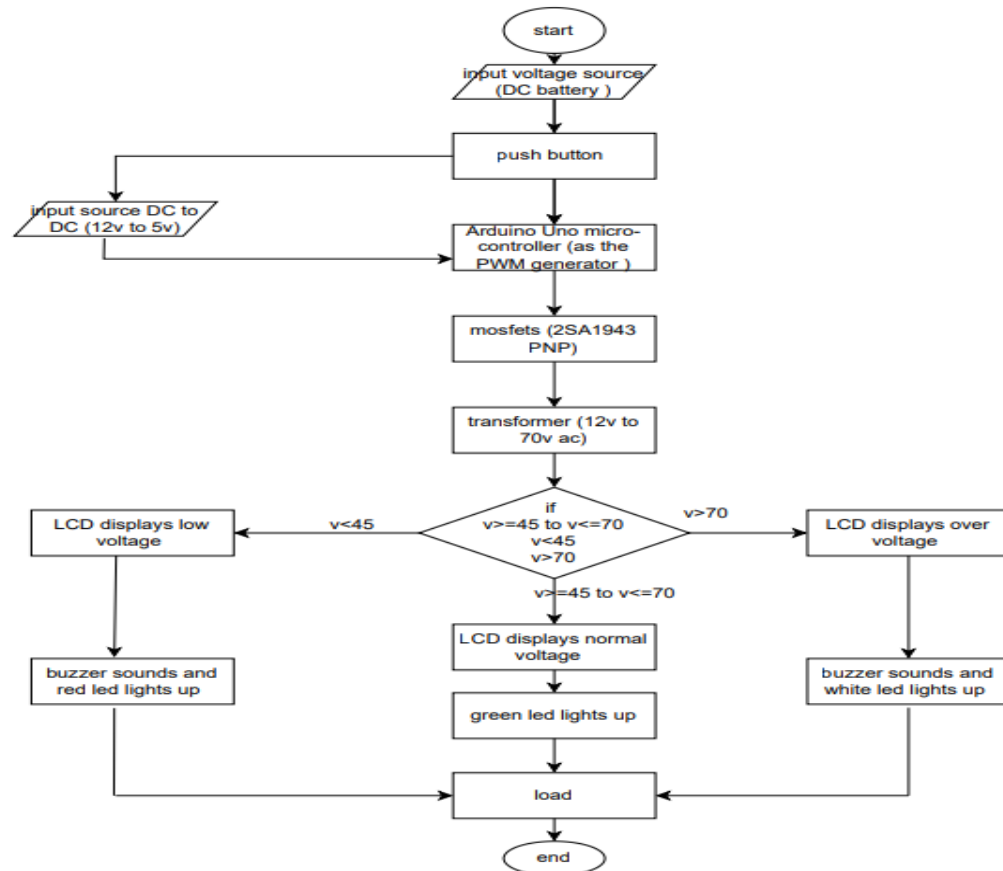 start
input voltage source
(DC battery )
push button
input source DC to
DC (12v to 5v)
Arduino Uno micro-
controller (as the
PWM generator )
mosfets (2SA1943
PNP)
transformer (12v to
70v ac)
if
v>=45 to v<=70
v<45
v>70
v<45
v>70
v>=45 to v<=70
LCD displays low
voltage
LCD displays over
voltage
LCD displays normal
voltage
buzzer sounds and
red led lights up
buzzer sounds and
white led lights up
green led lights up
load
end